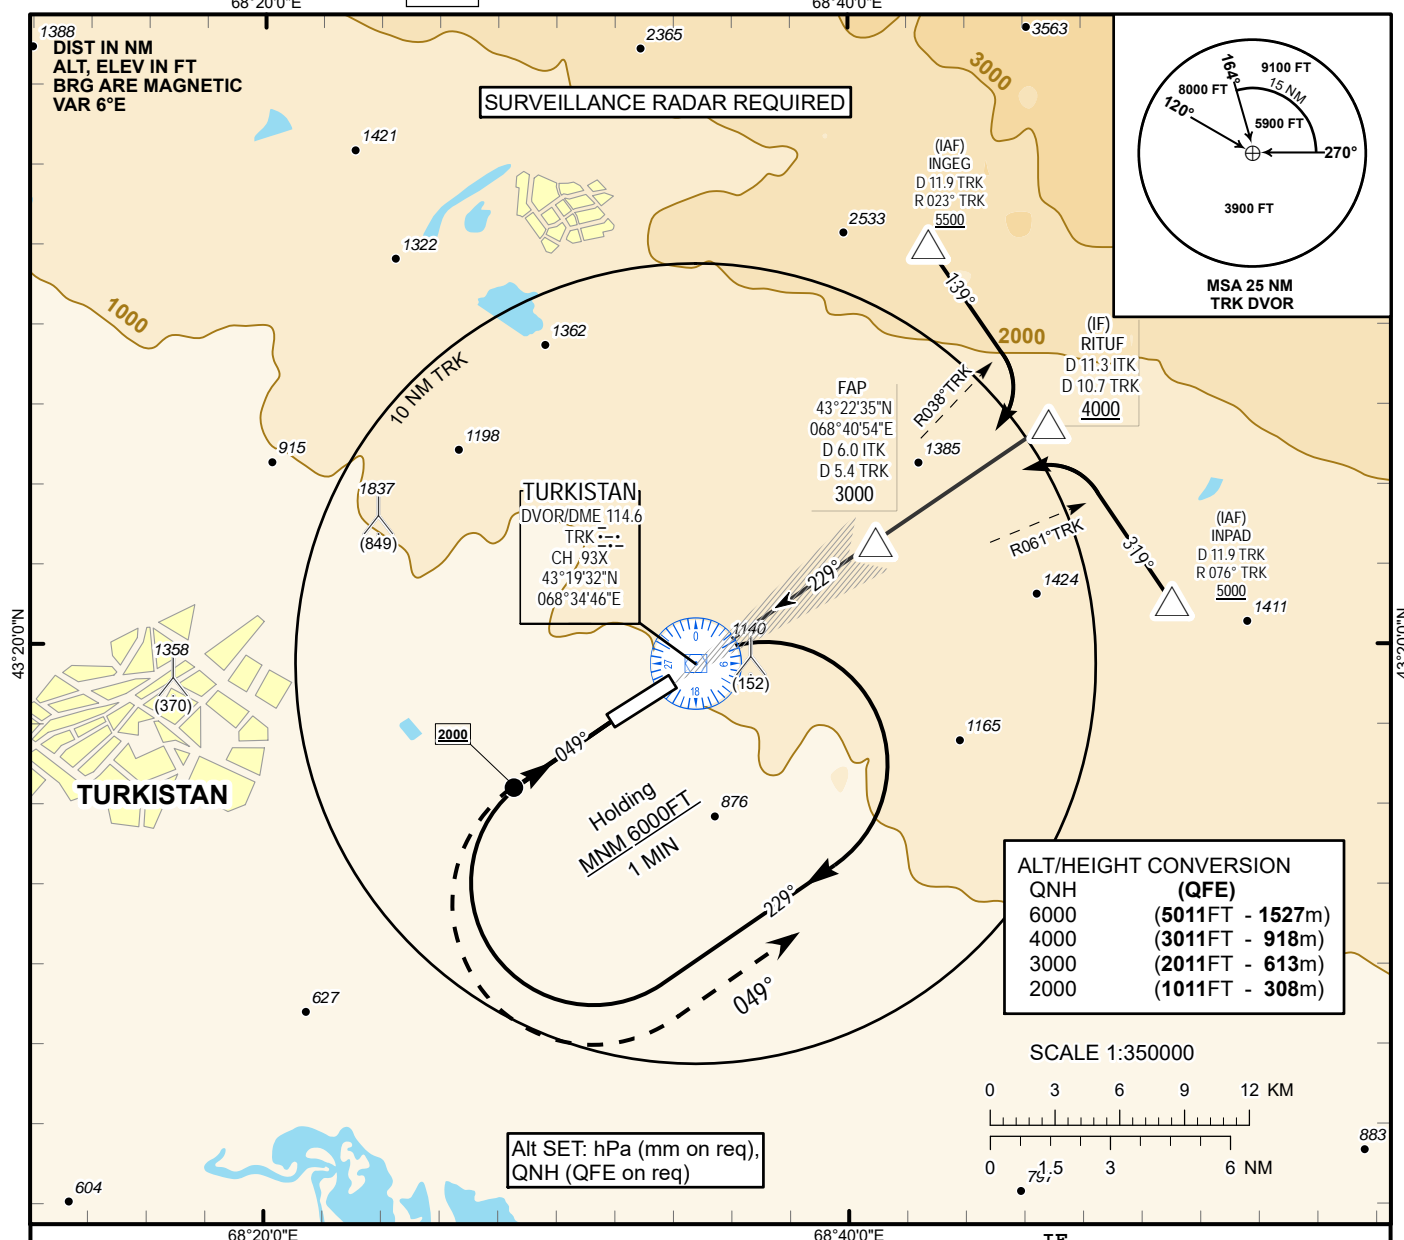 68°20'0"E
68°40'0"E
DIST IN NM
ALT, ELEV IN FT
BRG ARE MAGNETIC
VAR 6°E
1388
2365
3563
3000
SURVEILLANCE RADAR REQUIRED
164°
9100 FT
15 NM
8000 FT
120°
5900 FT
270°
3900 FT
MSA 25 NM
TRK DVOR
1421
(IAF)
INGEG
D 11.9 TRK
R 023° TRK
5500
2533
1322
139°
1000
1362
2000
(IF)
RITUF
D 11.3 ITK
D 10.7 TRK
4000
10 NM TRK
R038°TRK
FAP
43°22'35"N
068°40'54"E
D 6.0 ITK
D 5.4 TRK
3000
1385
915
1198
1837
(849)
TURKISTAN
DVOR/DME 114.6
TRK
CH 93X
43°19'32"N
068°34'46"E
R061°TRK
319°
(IAF)
INPAD
D 11.9 TRK
R 076° TRK
5000
1411
1424
229°
43°20'0"N
43°20'0"N
1140
(152)
0
9
18
27
1358
(370)
TURKISTAN
2000
049°
1165
Holding
MNM 6000FT
1 MIN
876
229°
049°
627
ALT/HEIGHT CONVERSION
QNH (QFE)
6000 (5011FT - 1527m)
4000 (3011FT - 918m)
3000 (2011FT - 613m)
2000 (1011FT - 308m)
SCALE 1:350000
0 3 6 9 12 KM
0 1.5 3 6 NM
797
883
Alt SET: hPa (mm on req),
QNH (QFE on req)
604
68°20'0"E
68°40'0"E